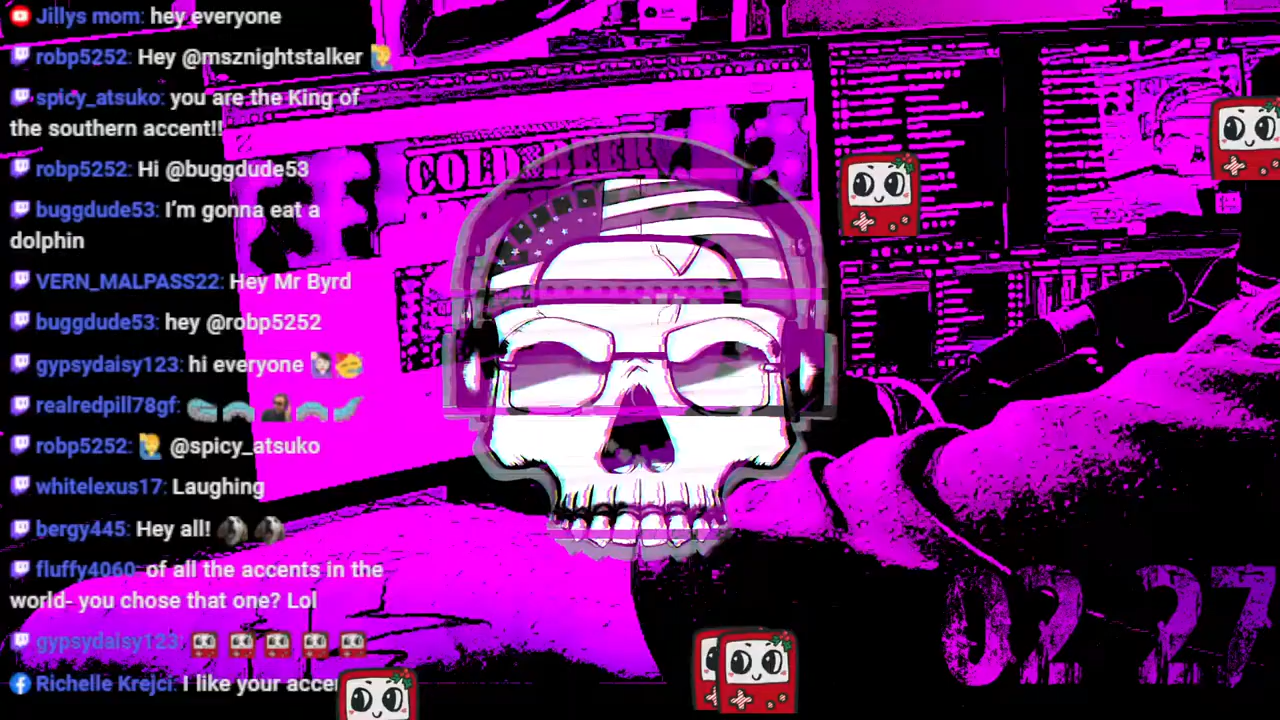 Jillys mom: hey everyone
robp5252: Hey @msznightstalker
spicy_atsuko: you are the King of
the southern accent!!
robp5252: Hi @buggdude53
buggdude53: I'm gonna eat a
dolphin
VERN_MALPASS22: Hey Mr Byrd
buggdude53: hey @robp5252
gypsydaisy123: hi everyone
realredpill78gf:
robp5252: @spicy_atsuko
whitelexus17: Laughing
bergy445: Hey all!
fluffy4060: of all the accents in the
world- you chose that one? Lol
gypsydaisy123:
Richelle Krejci: I like your
COLD BEER
02 27